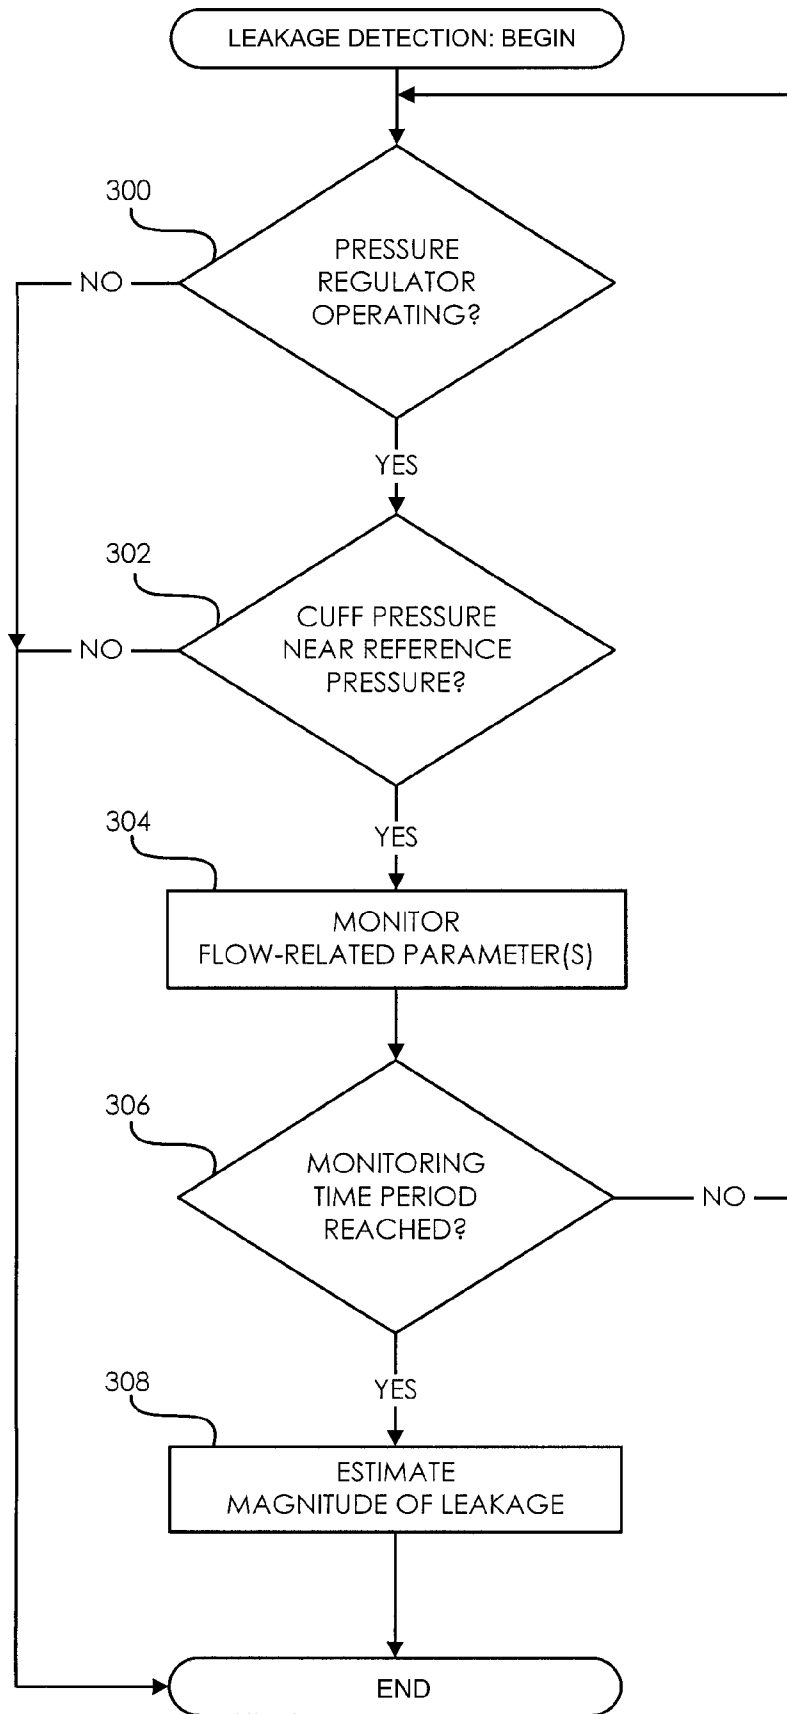 LEAKAGE DETECTION: BEGIN
300
PRESSURE
REGULATOR
OPERATING?
NO
YES
302
CUFF PRESSURE
NEAR REFERENCE
PRESSURE?
NO
YES
304
MONITOR
FLOW-RELATED PARAMETER(S)
306
MONITORING
TIME PERIOD
REACHED?
NO
YES
308
ESTIMATE
MAGNITUDE OF LEAKAGE
END